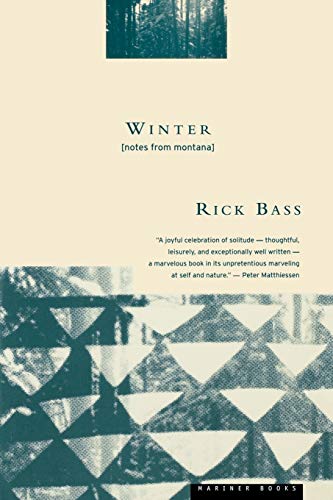 WINTER
[notes from montana]
RICK BASS
"A joyful celebration of solitude — thoughtful,
leisurely, and exceptionally well written —
a marvelous book in its unpretentious marveling
at self and nature." — Peter Matthiessen
MARINER BOOKS